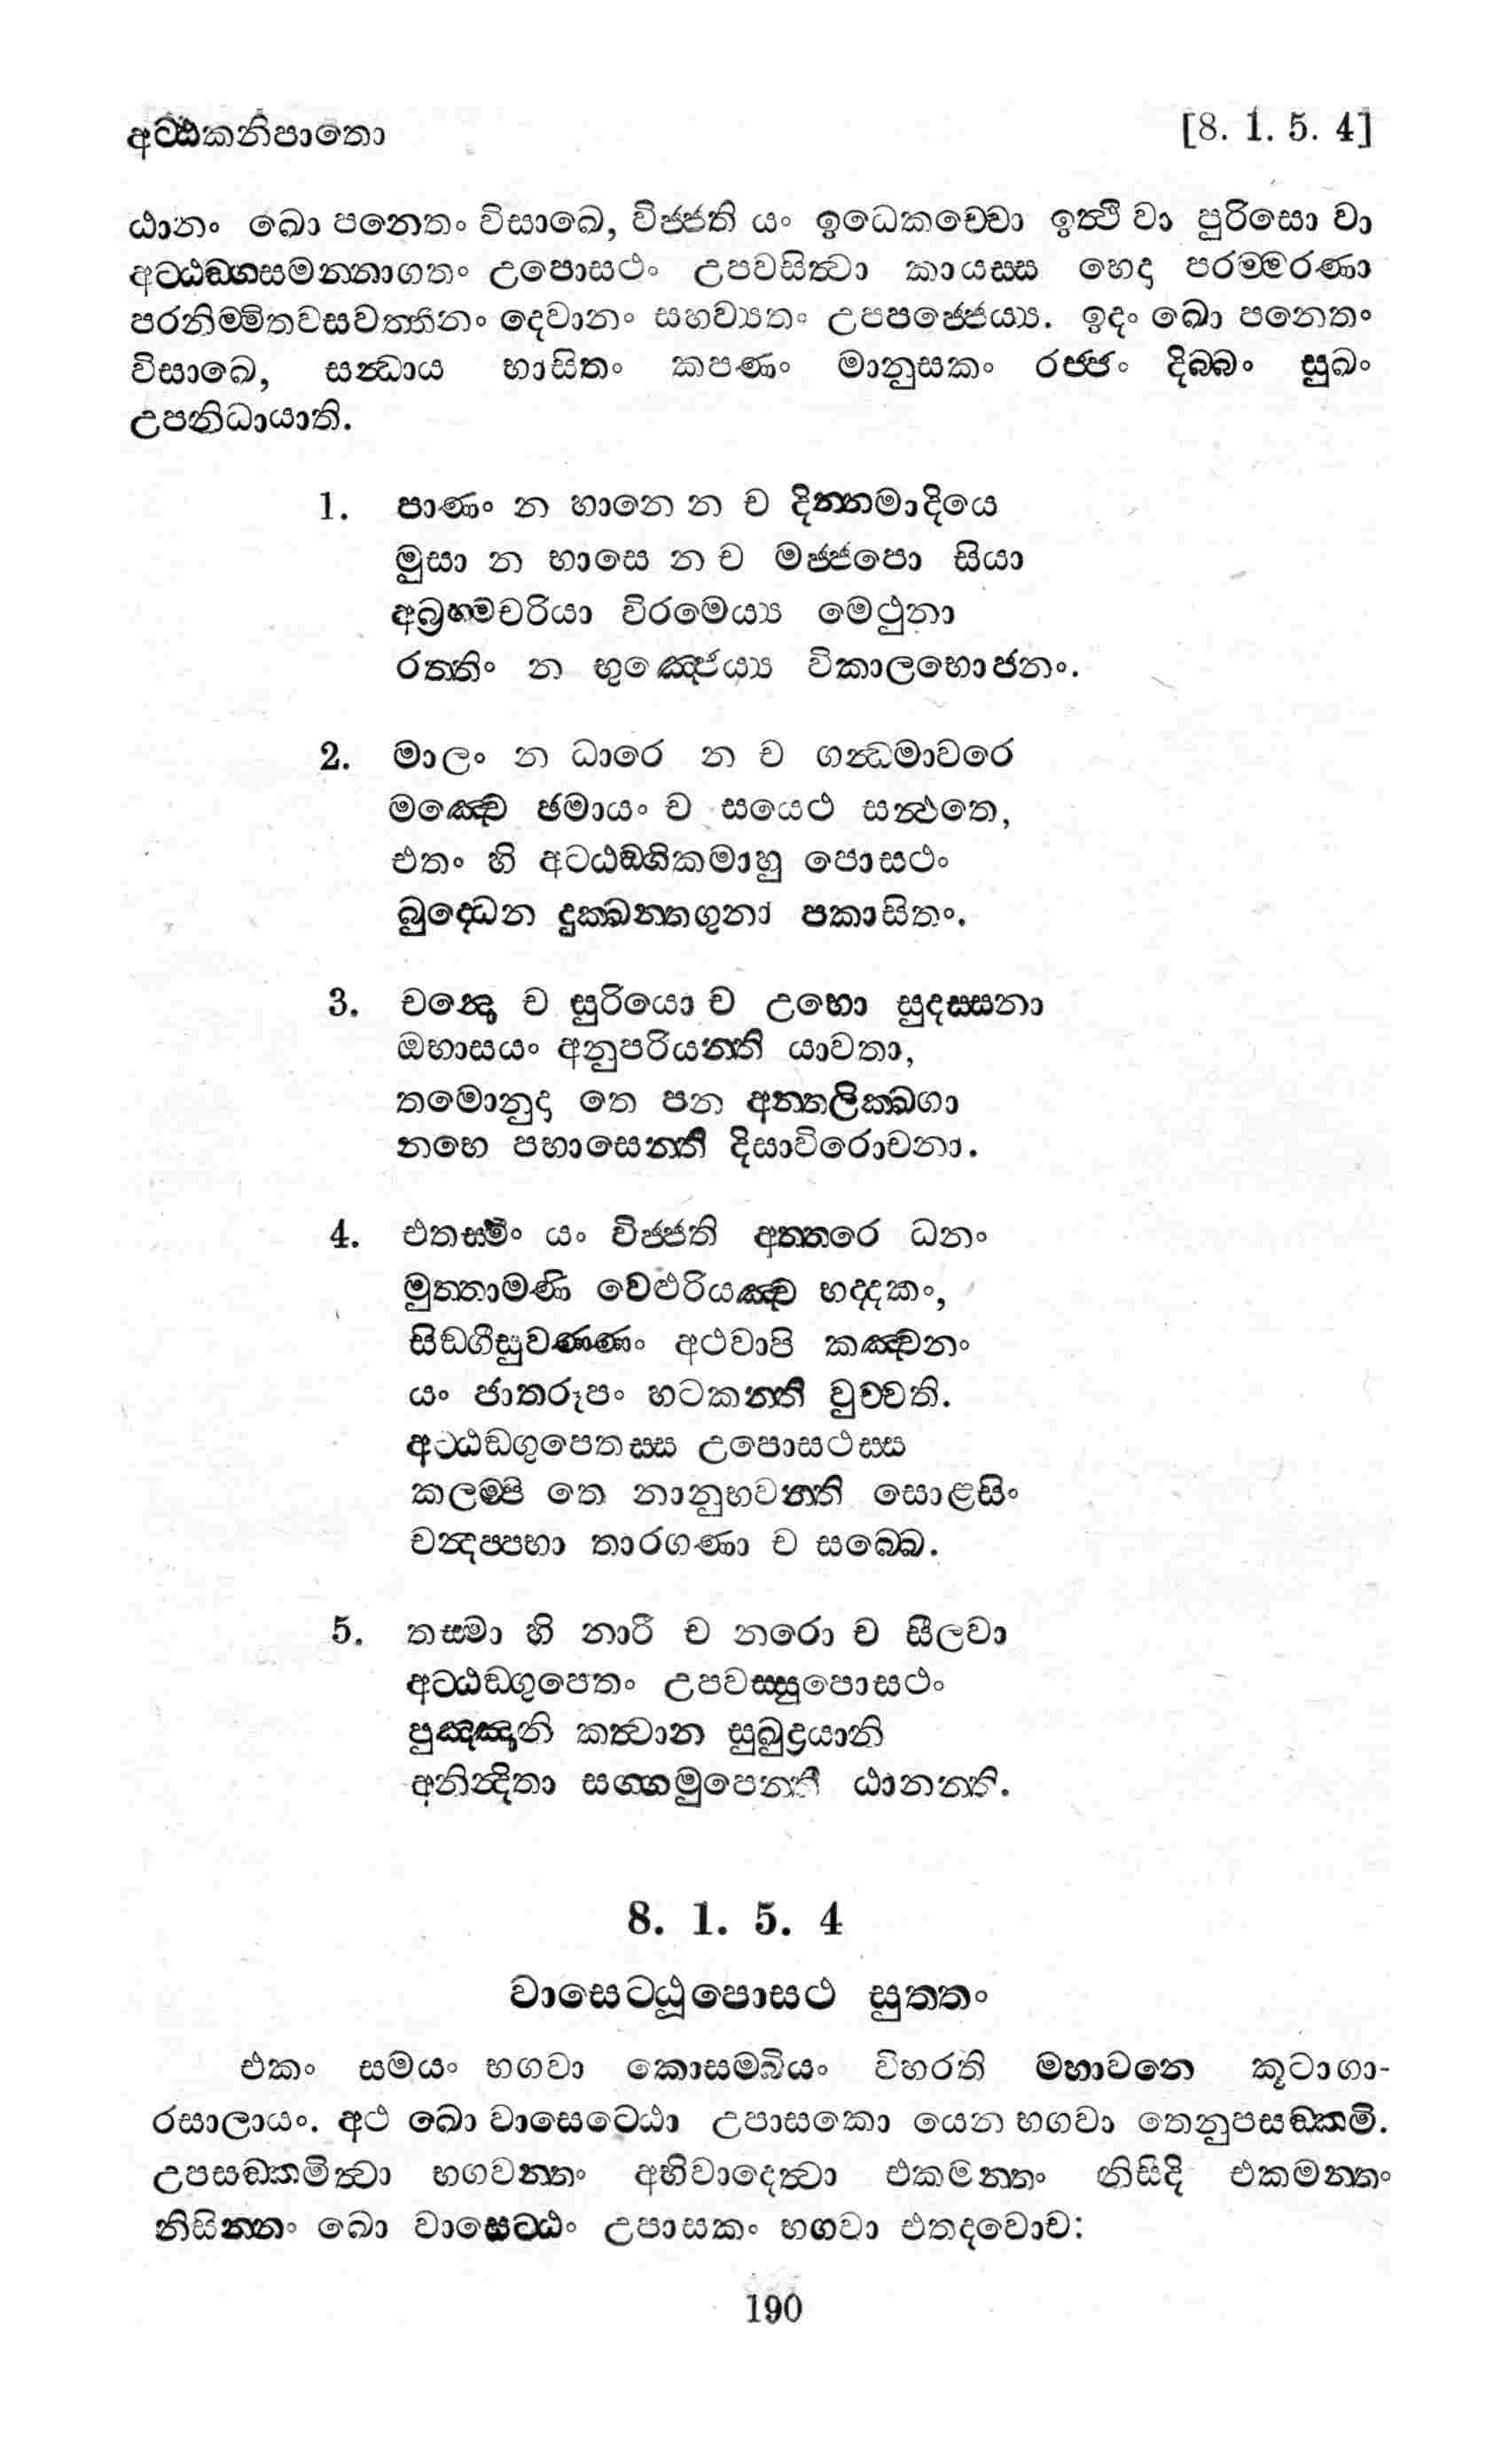 අට්ඨකනිපාතො [8. 1. 5. 4]
ඨානං ඛො පනෙතං විසාඛෙ, විජ්ජති යං ඉධෙකච්චො ඉත්ථි වා පුරිසො වා
අට්ඨඞ්ගසමන්නාගතං උපොසථං උපවසිත්වා කායස්ස භෙදා පරම්මරණා
පරනිම්මිතවසවත්තීනං දෙවානං සහව්‍යතං උපපජ්ජෙය්‍ය. ඉදං ඛො පනෙතං
විසාඛෙ, සන්ධාය භාසිතං කපණං මානුසකං රජ්ජං දිබ්බං සුඛං
උපනිධායාති.
1. පාණං න හානෙ න ච දින්නමාදියෙ
මුසා න භාසෙ න ච මජ්ජපො සියා
අබ්‍රහ්මචරියා විරමෙය්‍ය මෙථුනා
රත්තිං න භුඤ්ජෙය්‍ය විකාලභොජනං.
2. මාලං න ධාරෙ න ච ගන්ධමාචරෙ
මඤ්චෙ ඡමායං ච සයෙථ සන්ථතෙ,
එතං හි අට්ඨඞ්ගිකමාහු පොසථං
බුද්ධෙන දුක්ඛන්තගුනා පකාසිතං.
3. චන්දො ච සුරියො ච උභො සුදස්සනා
ඔභාසයං අනුපරියන්ති යාවතා,
තමොනුදා තෙ පන අන්තලික්ඛගා
නභෙ පභාසෙන්ති දිසාවිරොචනා.
4. එතස්මිං යං විජ්ජති අන්තරෙ ධනං
මුත්තාමණි වෙළුරියඤ්ච භද්දකං,
සිඞ්ගීසුවණ්ණං අථවාපි කඤ්චනං
යං ජාතරූපං හටකන්ති වුච්චති.
අට්ඨඞ්ගුපෙතස්ස උපොසථස්ස
කලම්පි තෙ නානුභවන්ති සොළසිං
චන්දප්පභා තාරගණා ච සබ්බෙ.
5. තස්මා හි නාරී ච නරො ච සීලවා
අට්ඨඞ්ගුපෙතං උපවස්සුපොසථං
පුඤ්ඤානි කත්වාන සුඛුද්‍රයානි
අනින්දිතා සග්ගමුපෙන්ති ඨානන්ති.
8. 1. 5. 4
වාසෙට්ඨූපොසථ සුත්තං
එකං සමයං භගවා කොසම්බියං විහරති මහාවනෙ කූටාගා-
රසාලායං. අථ ඛො වාසෙට්ඨො උපාසකො යෙන භගවා තෙනුපසඞ්කමි.
උපසඞ්කමිත්වා භගවන්තං අභිවාදෙත්වා එකමන්තං නිසිදි එකමන්තං
නිසින්නං ඛො වාසෙට්ඨං උපාසකං භගවා එතදවොච:
190